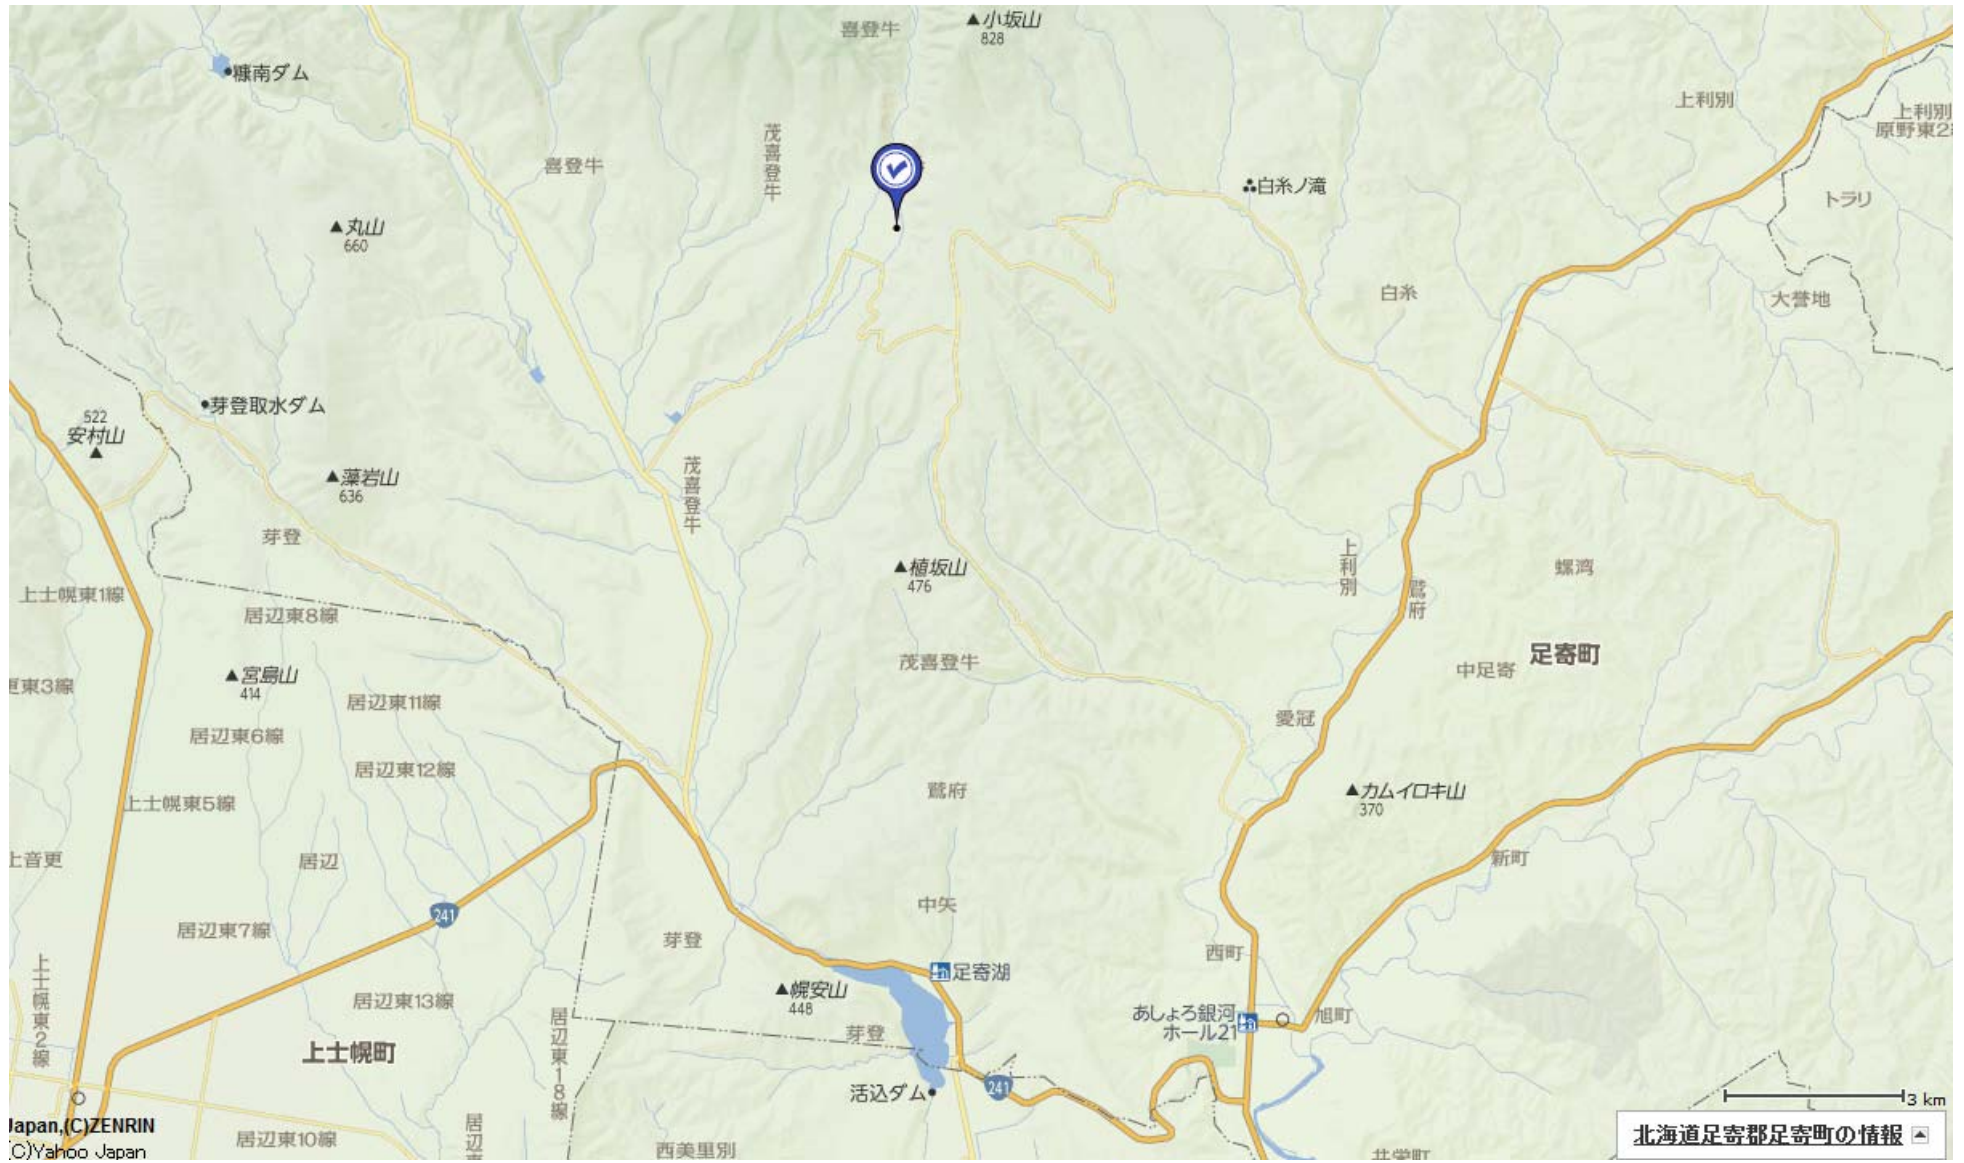 喜登牛
小坂山
828
糠南ダム
上利別
上利別
茂喜登牛
喜登牛
白糸ノ滝
トラリ
丸山
660
白糸
大誉地
芽登取水ダム
522
安村山
藻岩山
636
茂喜登牛
芽登
上利別
植坂山
476
螺湾
鷲府
上士幌東1線
居辺東8線
足寄町
茂喜登牛
中足寄
宮島山
414
東3線
居辺東11線
愛冠
居辺東6線
居辺東12線
鷲府
カムイロキ山
370
上士幌東5線
上音更
居辺
新町
中矢
241
居辺東7線
芽登
西町
足寄湖
上士幌東2線
幌安山
448
居辺東13線
あしょろ銀河
ホール21
旭町
居辺東18線
芽登
上士幌町
241
活込ダム
3 km
Japan,(C)ZENRIN
(C)Yahoo Japan
居辺東10線
西美里別
北海道足寄郡足寄町の情報